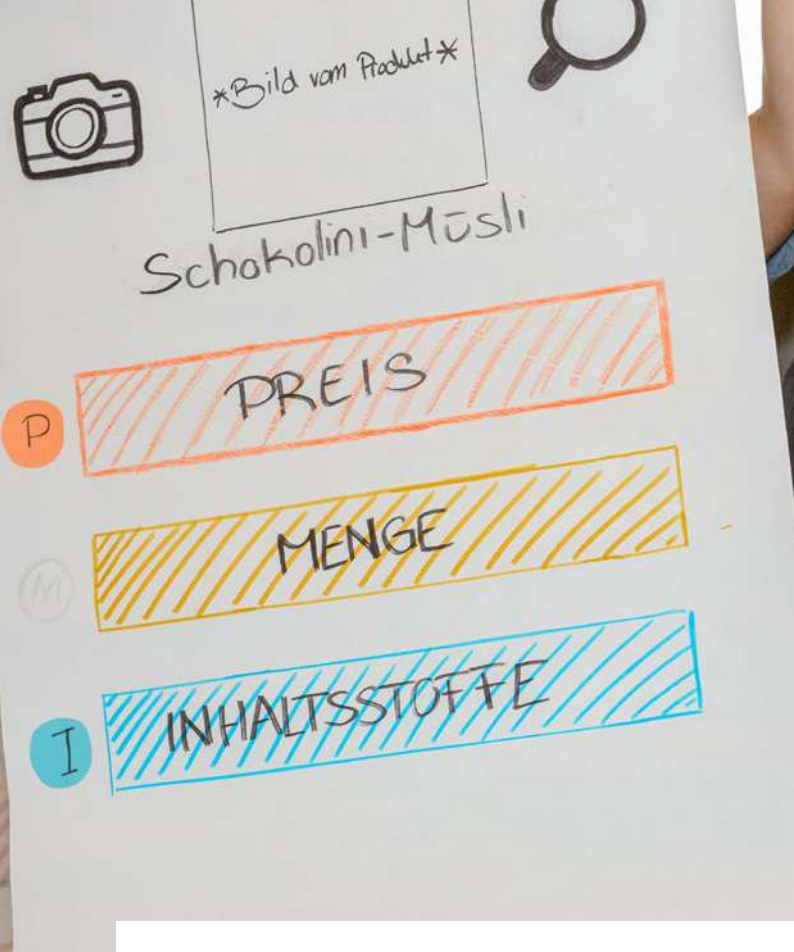 *Bild vom Produkt*
Schokolini-Müsli
P PREIS
M MENGE
I INHALTSSTOFFE